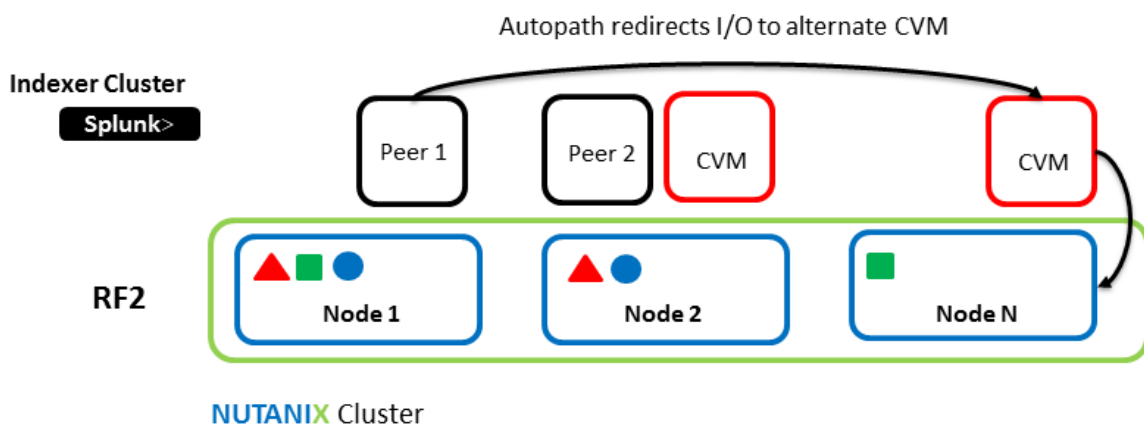 Autopath redirects I/O to alternate CVM
Indexer Cluster
Splunk>
Peer 1
Peer 2
CVM
CVM
RF2
Node 1
Node 2
Node N
NUTANIX Cluster